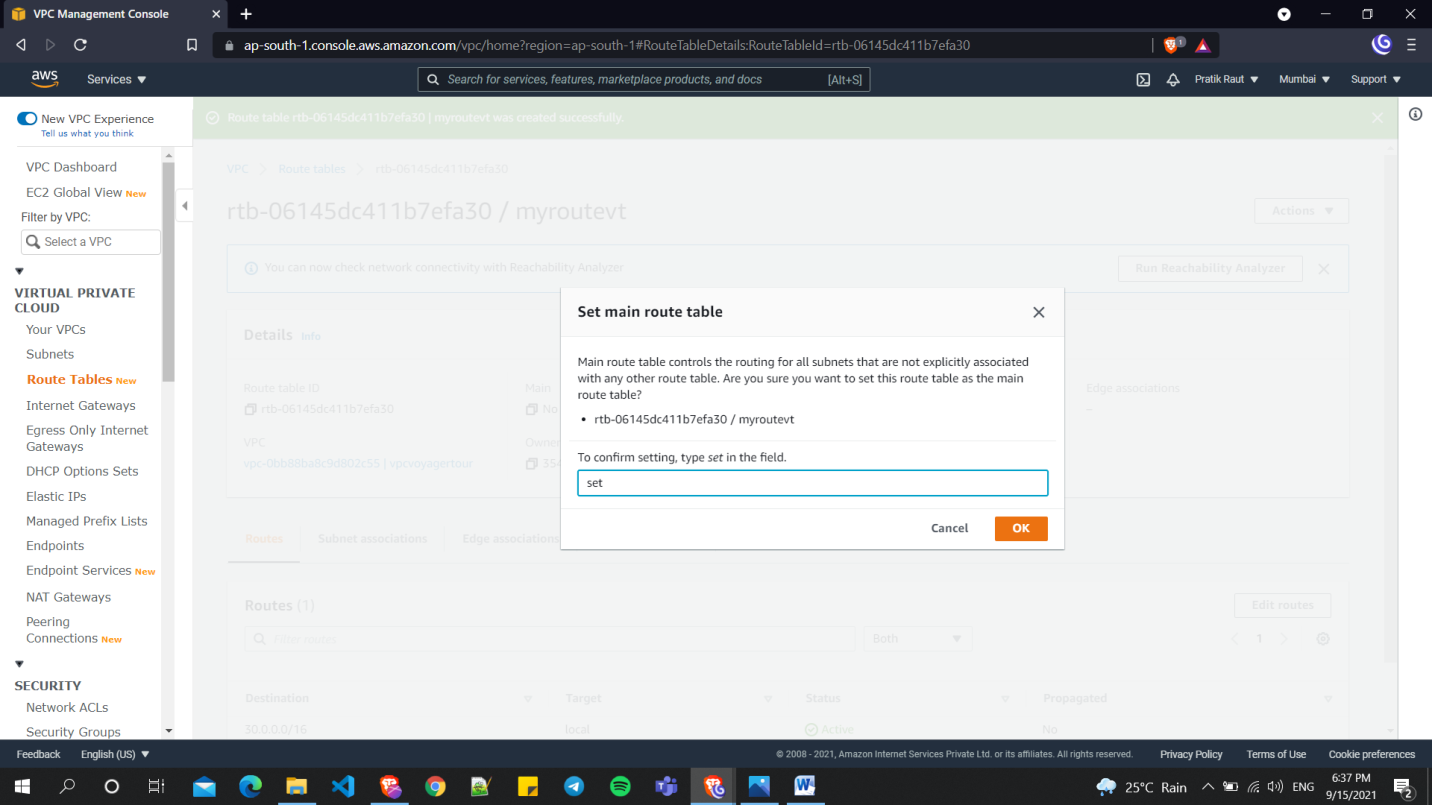 VPC Management Console
ap-south-1.console.aws.amazon.com/vpc/home?region=ap-south-1#RouteTableDetails:RouteTableId=rtb-06145dc411b7efa30
1
aws
Services
Search for services, features, marketplace products, and docs
[Alt+S]
Pratik Raut
Mumbai
Support
New VPC Experience
Tell us what you think
VPC Dashboard
EC2 Global View New
Filter by VPC:
Select a VPC
VIRTUAL PRIVATE
CLOUD
Your VPCs
Subnets
Route Tables New
Internet Gateways
Egress Only Internet
Gateways
DHCP Options Sets
Elastic IPs
Managed Prefix Lists
Endpoints
Endpoint Services New
NAT Gateways
Peering
Connections New
SECURITY
Network ACLs
Security Groups
Route table rtb-06145dc411b7efa30 | myroutevt was created successfully.
VPC
Route tables
rtb-06145dc411b7efa30
rtb-06145dc411b7efa30 / myroutevt
Actions
You can now check network connectivity with Reachability Analyzer
Run Reachability Analyzer
Details Info
Route table ID
rtb-06145dc411b7efa30
Main
No
Edge associations
–
VPC
vpc-0bb88ba8c9d802c55 | vpcvoyagertour
Set main route table
Main route table controls the routing for all subnets that are not explicitly associated
with any other route table. Are you sure you want to set this route table as the main
route table?
• rtb-06145dc411b7efa30 / myroutevt
To confirm setting, type set in the field.
set
Cancel
OK
Routes
Subnet associations
Edge associations
Routes (1)
Edit routes
Filter routes
Both
1
Destination
Target
Status
Propagated
30.0.0.0/16
local
Active
No
Feedback
English (US)
© 2008 - 2021, Amazon Internet Services Private Ltd. or its affiliates. All rights reserved.
Privacy Policy
Terms of Use
Cookie preferences
25°C Rain
ENG
6:37 PM
9/15/2021
2